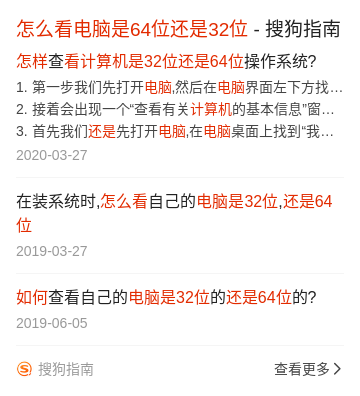 怎么看电脑是64位还是32位 - 搜狗指南
怎样查看计算机是32位还是64位操作系统?
1. 第一步我们先打开电脑,然后在电脑界面左下方找…
2. 接着会出现一个“查看有关计算机的基本信息”窗…
3. 首先我们还是先打开电脑,在电脑桌面上找到“我…
2020-03-27
在装系统时,怎么看自己的电脑是32位,还是64
位
2019-03-27
如何查看自己的电脑是32位的还是64位的?
2019-06-05
搜狗指南 查看更多